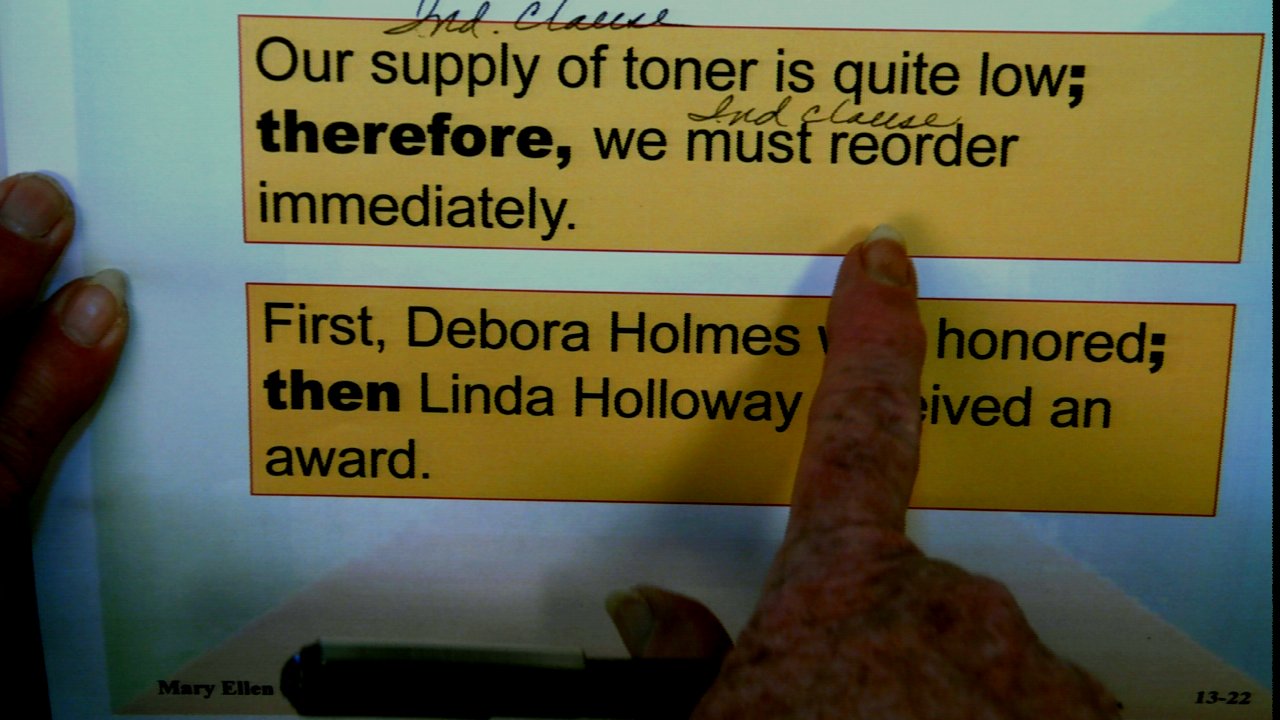 Ind. Clause
Our supply of toner is quite low;
Ind clause
therefore, we must reorder
immediately.
First, Debora Holmes honored;
then Linda Holloway an
award.
Mary Ellen
13-22